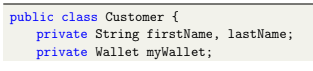 public class Customer {
    private String firstName, lastName;
    private Wallet myWallet;